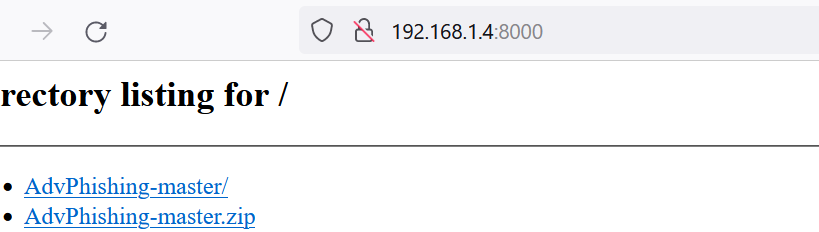 192.168.1.4:8000
rectory listing for /
AdvPhishing-master/
AdvPhishing-master.zip